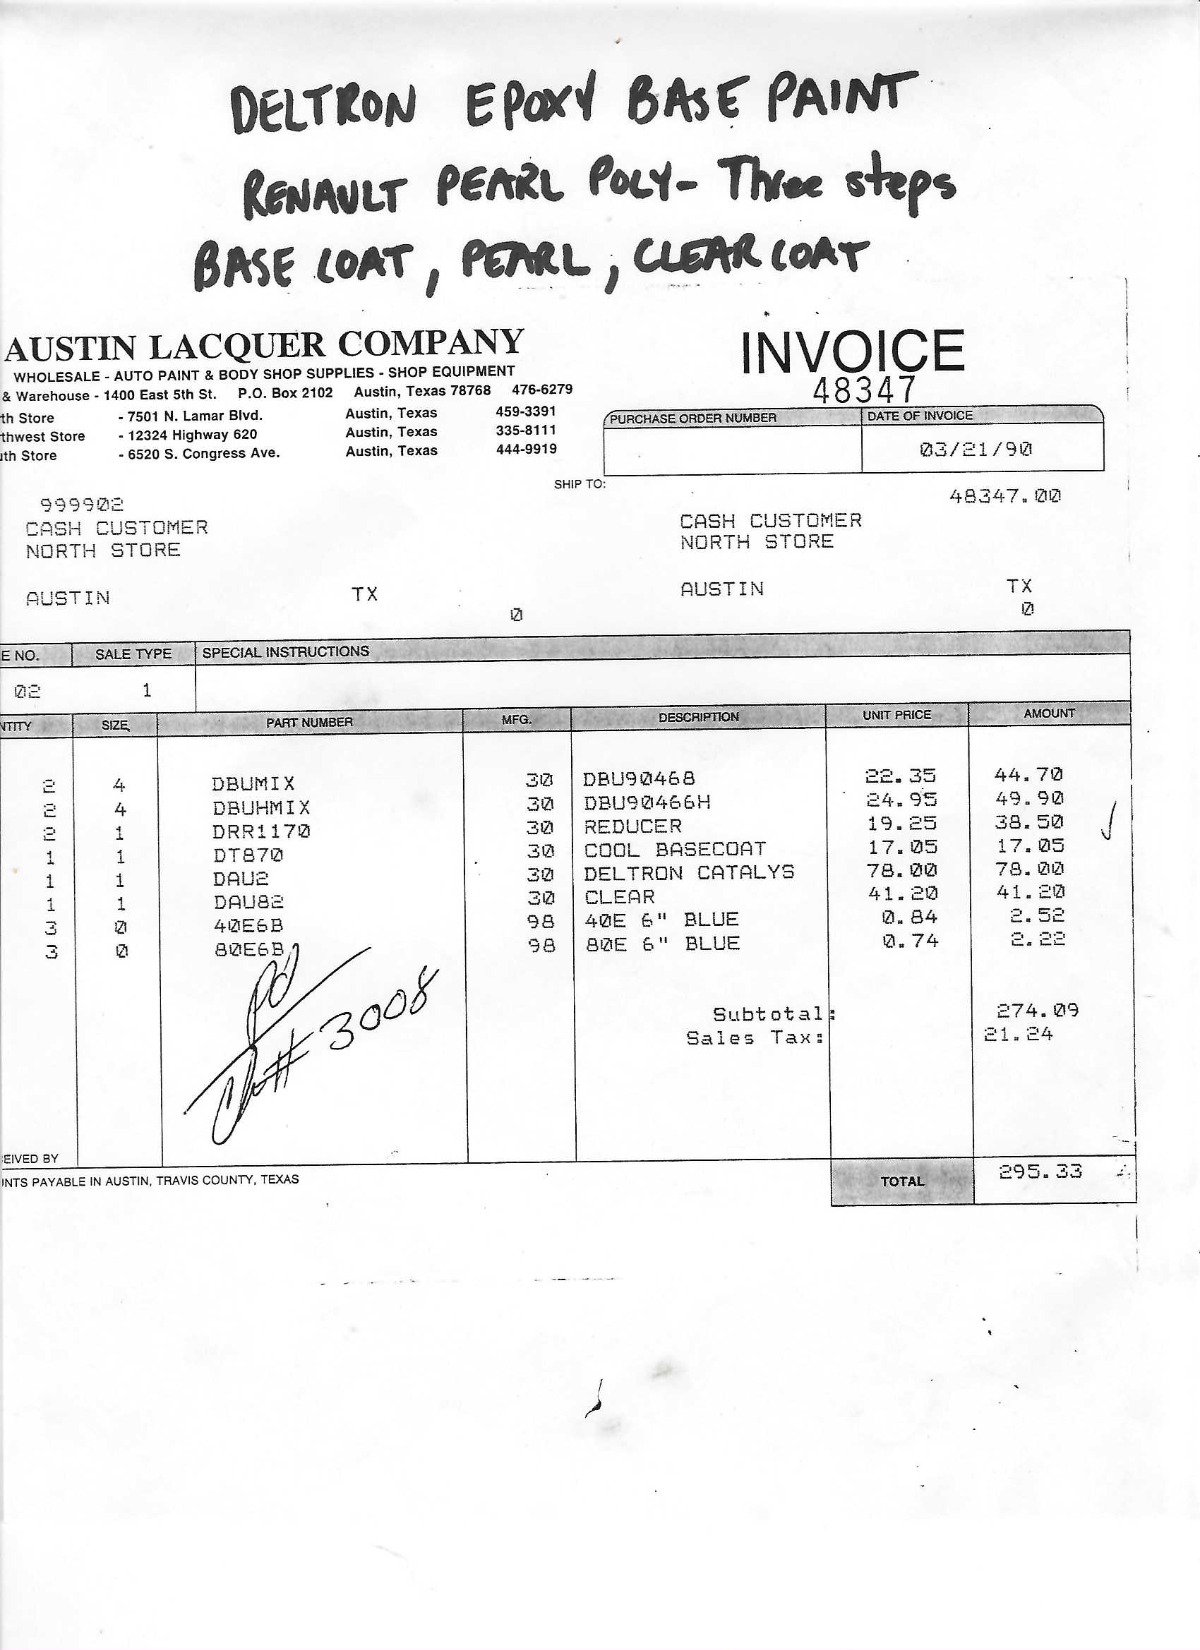 DELTRON EPOXY BASE PAINT
RENAULT PEARL POLY- Three steps
BASE COAT, PEARL, CLEAR COAT
AUSTIN LACQUER COMPANY
WHOLESALE - AUTO PAINT & BODY SHOP SUPPLIES - SHOP EQUIPMENT
& Warehouse - 1400 East 5th St. P.O. Box 2102 Austin, Texas 78768 476-6279
th Store - 7501 N. Lamar Blvd. Austin, Texas 459-3391
thwest Store - 12324 Highway 620 Austin, Texas 335-8111
uth Store - 6520 S. Congress Ave. Austin, Texas 444-9919
INVOICE
48347
PURCHASE ORDER NUMBER DATE OF INVOICE
03/21/90
SHIP TO:
48347.00
999902
CASH CUSTOMER CASH CUSTOMER
NORTH STORE NORTH STORE
AUSTIN TX AUSTIN TX
0 0
E NO. SALE TYPE SPECIAL INSTRUCTIONS
02 1
NTITY SIZE PART NUMBER MFG. DESCRIPTION UNIT PRICE AMOUNT
2 4 DBUMIX 30 DBU90468 22.35 44.70
2 4 DBUHMIX 30 DBU90466H 24.95 49.90
2 1 DRR1170 30 REDUCER 19.25 38.50
1 1 DT870 30 COOL BASECOAT 17.05 17.05
1 1 DAU2 30 DELTRON CATALYS 78.00 78.00
1 1 DAU82 30 CLEAR 41.20 41.20
3 0 40E6B 98 40E 6" BLUE 0.84 2.52
3 0 80E6B 98 80E 6" BLUE 0.74 2.22
pd
Subtotal: 274.09
Sales Tax: 21.24
# 3008
EIVED BY
INTS PAYABLE IN AUSTIN, TRAVIS COUNTY, TEXAS
TOTAL 295.33